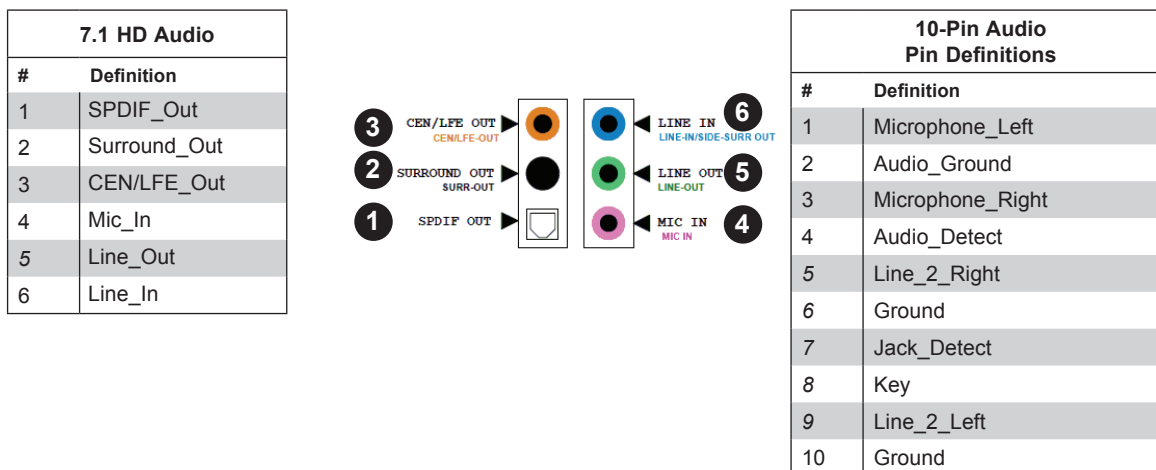 7.1 HD Audio
# Definition
1 SPDIF_Out
2 Surround_Out
3 CEN/LFE_Out
4 Mic_In
5 Line_Out
6 Line_In
3 CEN/LFE OUT
CEN/LFE-OUT
2 SURROUND OUT
SURR-OUT
1 SPDIF OUT
LINE IN 6
LINE-IN/SIDE-SURR OUT
LINE OUT 5
LINE-OUT
MIC IN 4
MIC IN
10-Pin Audio
Pin Definitions
# Definition
1 Microphone_Left
2 Audio_Ground
3 Microphone_Right
4 Audio_Detect
5 Line_2_Right
6 Ground
7 Jack_Detect
8 Key
9 Line_2_Left
10 Ground